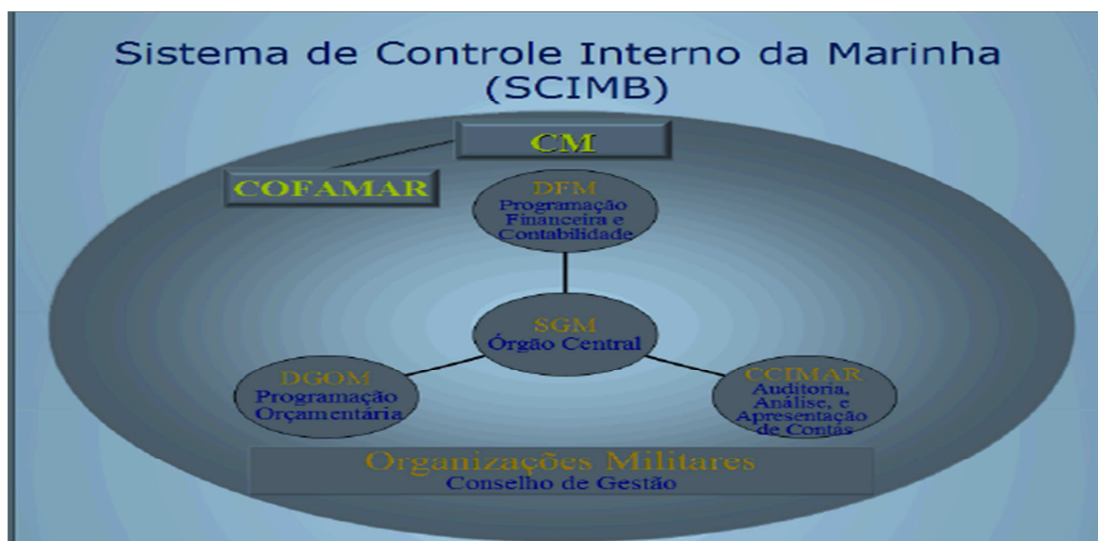 Sistema de Controle Interno da Marinha
(SCIMB)
CM
COFAMAR
DFM
Programação
Financeira e
Contabilidade
SGM
Órgão Central
DGOM
Programação
Orçamentária
CCIMAR
Auditoria,
Análise, e
Apresentação
de Contas
Organizações Militares
Conselho de Gestão